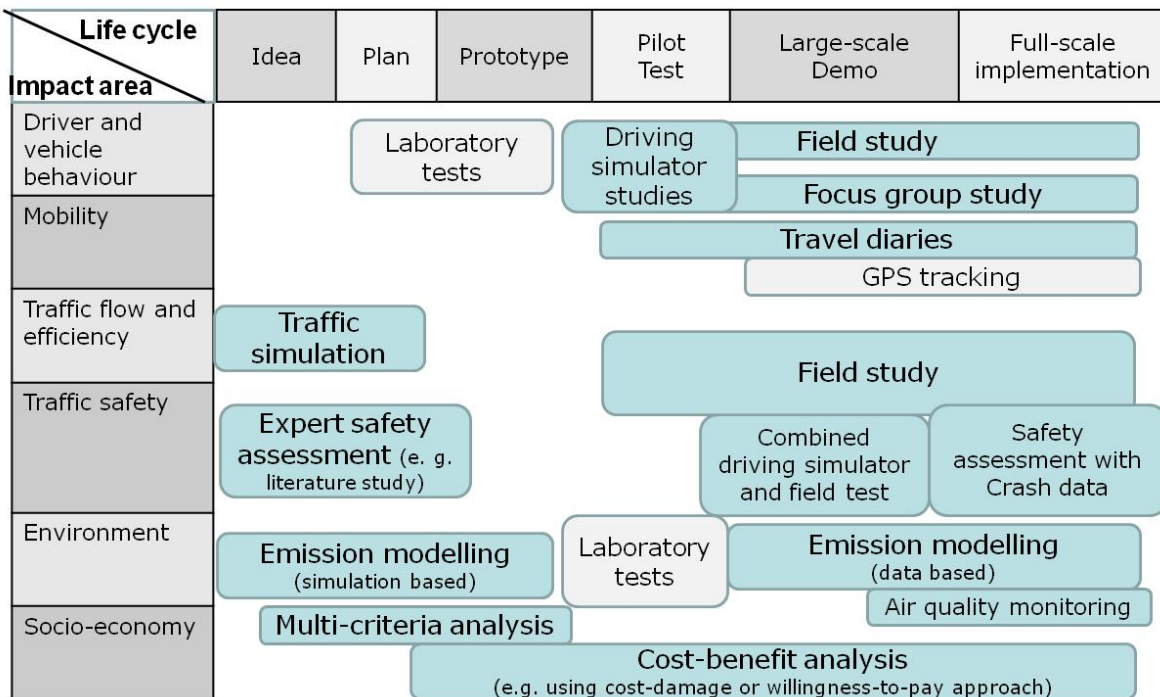 Life cycle
Impact area
Idea
Plan
Prototype
Pilot
Test
Large-scale
Demo
Full-scale
implementation
Driver and
vehicle
behaviour
Laboratory
tests
Driving
simulator
studies
Field study
Focus group study
Mobility
Travel diaries
GPS tracking
Traffic flow and
efficiency
Traffic
simulation
Field study
Traffic safety
Expert safety
assessment (e. g.
literature study)
Combined
driving simulator
and field test
Safety
assessment with
Crash data
Environment
Emission modelling
(simulation based)
Laboratory
tests
Emission modelling
(data based)
Air quality monitoring
Socio-economy
Multi-criteria analysis
Cost-benefit analysis
(e.g. using cost-damage or willingness-to-pay approach)